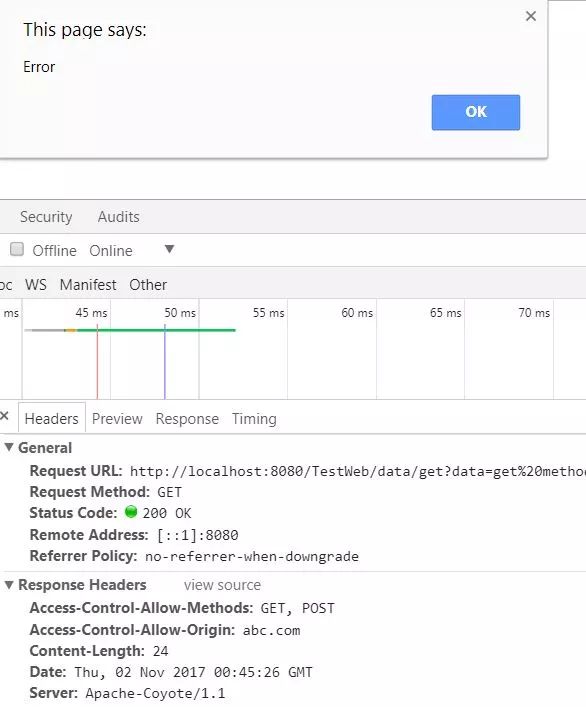 This page says:
Error
OK
Security Audits
Offline Online
WS Manifest Other
ms 45 ms 50 ms 55 ms 60 ms 65 ms 70 ms
Headers Preview Response Timing
General
Request URL: http://localhost:8080/TestWeb/data/get?data=get%20metho
Request Method: GET
Status Code: 200 OK
Remote Address: [::1]:8080
Referrer Policy: no-referrer-when-downgrade
Response Headers view source
Access-Control-Allow-Methods: GET, POST
Access-Control-Allow-Origin: abc.com
Content-Length: 24
Date: Thu, 02 Nov 2017 00:45:26 GMT
Server: Apache-Coyote/1.1